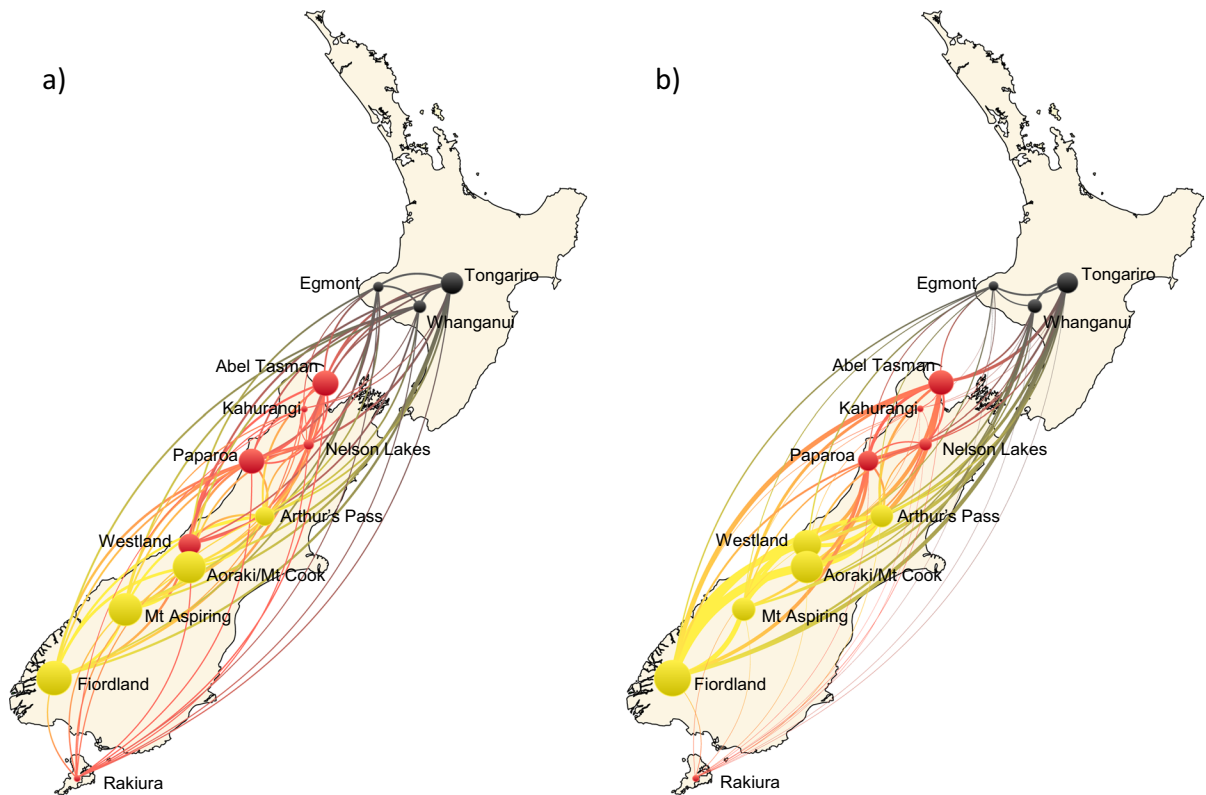 a)
Egmont
Tongariro
Whanganui
Abel Tasman
Kahurangi
Nelson Lakes
Paparoa
Arthur's Pass
Westland
Aoraki/Mt Cook
Mt Aspiring
Fiordland
Rakiura
b)
Egmont
Tongariro
Whanganui
Abel Tasman
Kahurangi
Nelson Lakes
Paparoa
Arthur's Pass
Westland
Aoraki/Mt Cook
Mt Aspiring
Fiordland
Rakiura